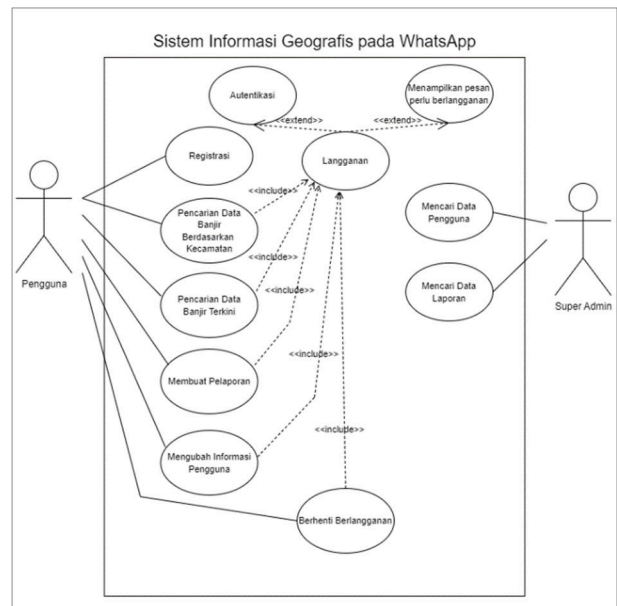 Sistem Informasi Geografis pada WhatsApp
Autentikasi
Menampilkan pesan
perlu berlangganan
<<extend>>
<<extend>>
Registrasi
Langganan
<<include>>
Pencarian Data
Banjir
Berdasarkan
Kecamatan
Mencari Data
Pengguna
<<include>>
Pengguna
Pencarian Data
Banjir Terkini
<<include>>
Mencari Data
Laporan
Super Admin
<<include>>
Membuat Pelaporan
<<include>>
Mengubah Informasi
Pengguna
Berhenti Berlangganan